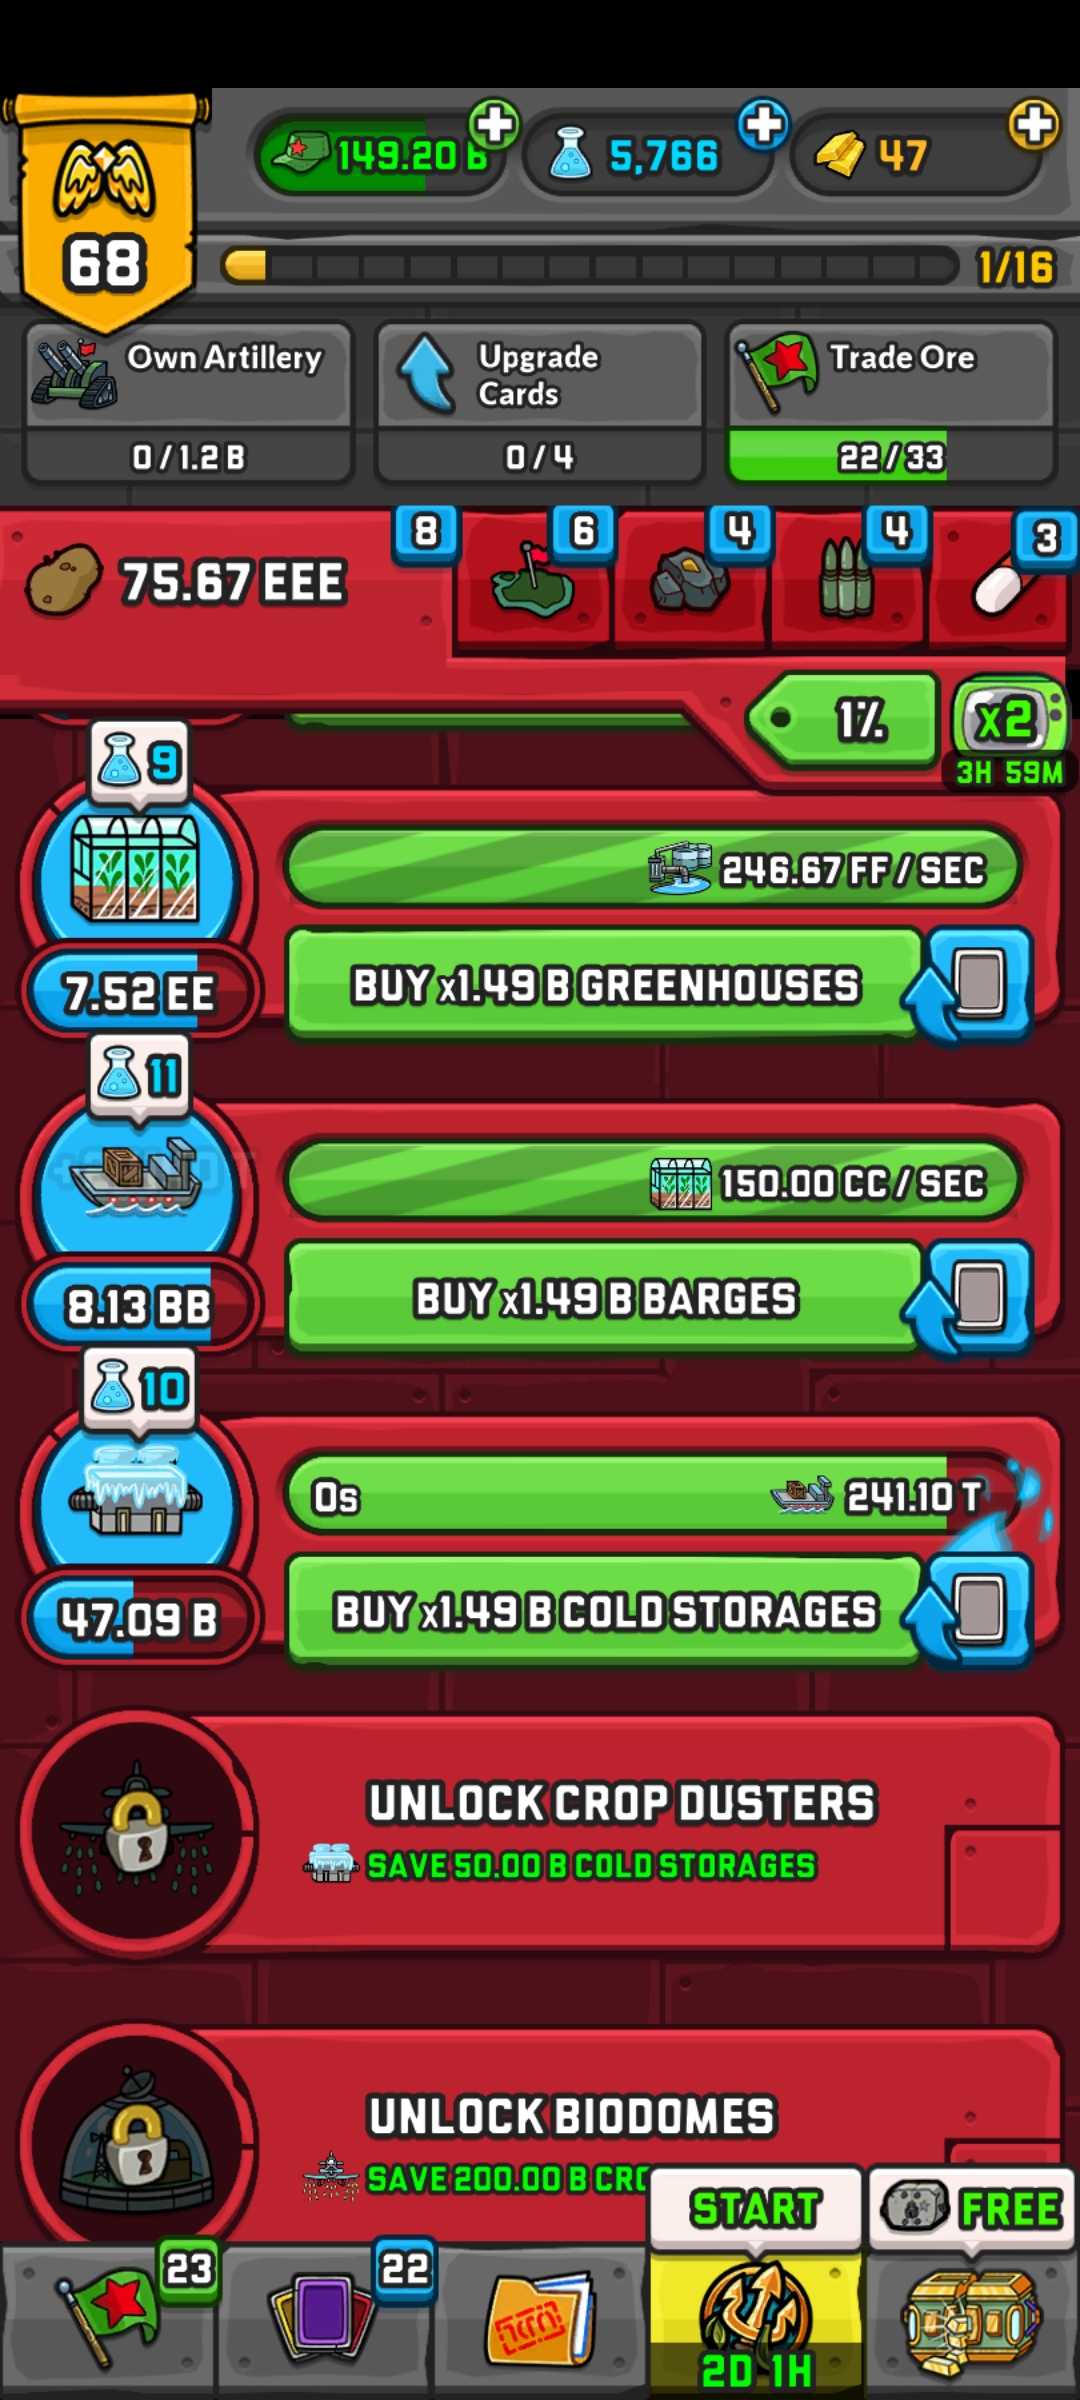 149.20 B
5,766
47
68
1/16
Own Artillery
0 / 1.2 B
Upgrade
Cards
0 / 4
Trade Ore
22 / 33
75.67 EEE
8
6
4
4
3
1%
x2
3H 59M
9
246.67 FF / SEC
7.52 EE
BUY x1.49 B GREENHOUSES
11
150.00 CC / SEC
8.13 BB
BUY x1.49 B BARGES
10
0s
241.10 T
47.09 B
BUY x1.49 B COLD STORAGES
UNLOCK CROP DUSTERS
SAVE 50.00 B COLD STORAGES
UNLOCK BIODOMES
SAVE 200.00 B CRO
START
FREE
23
22
2D 1H